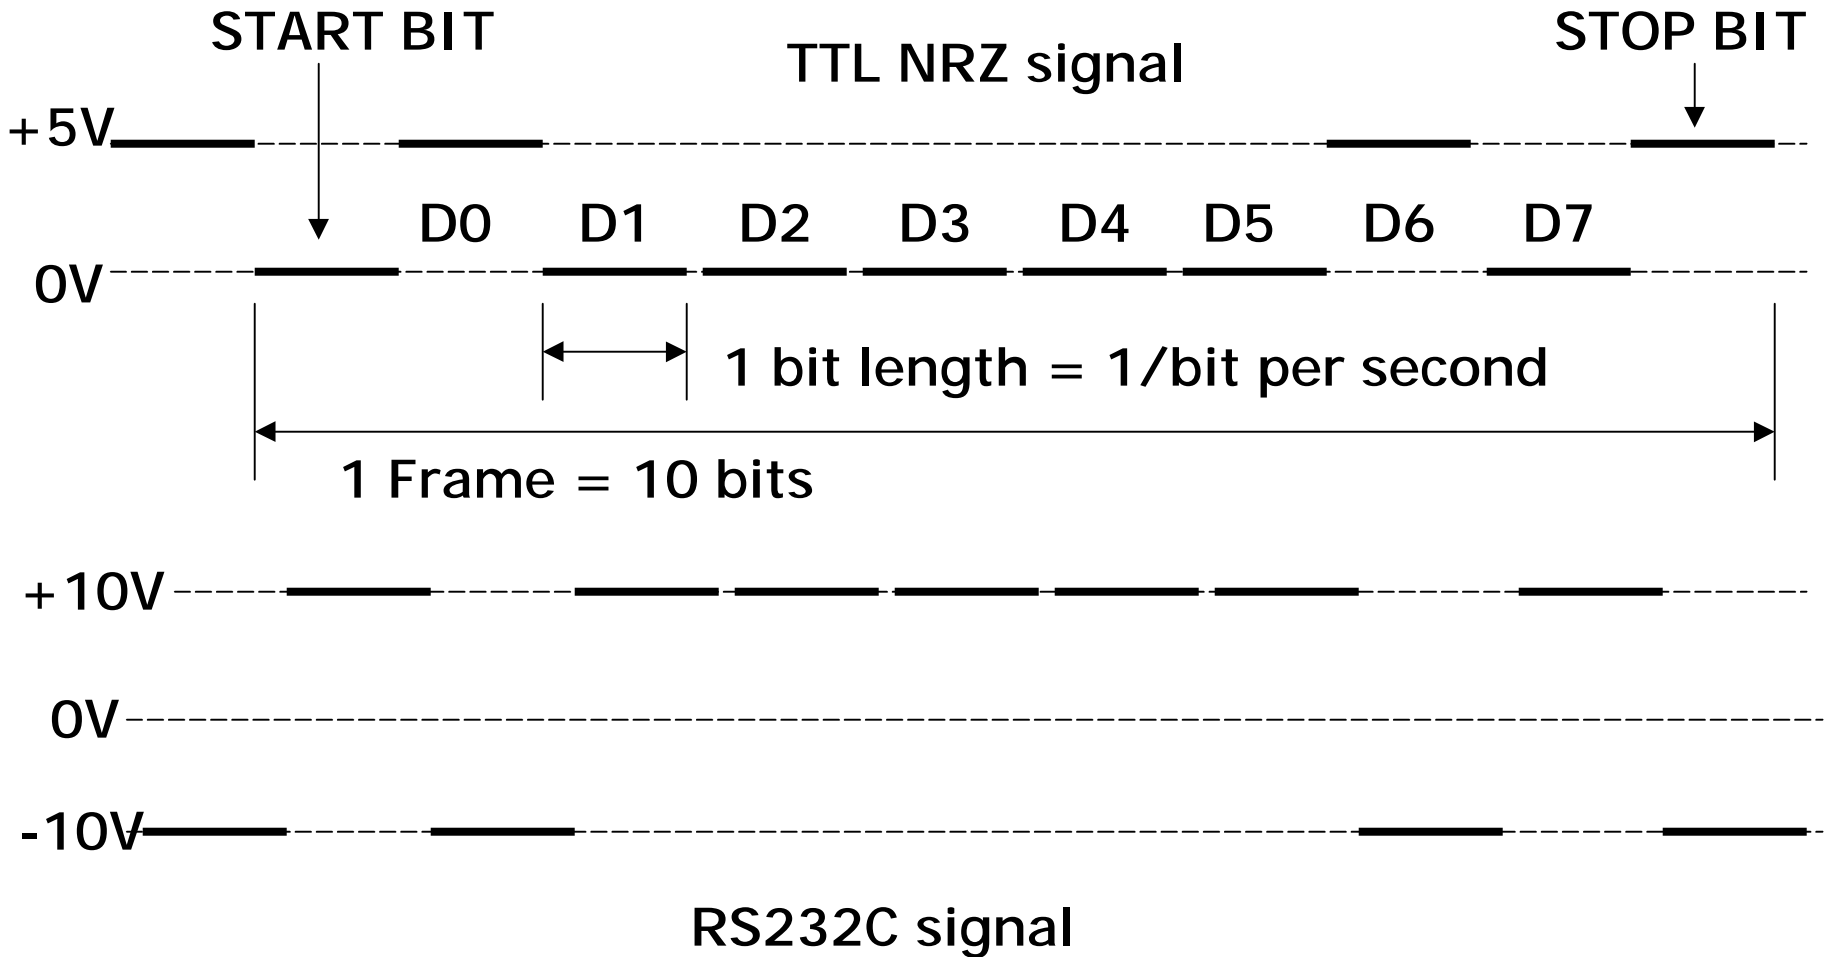 START BIT
TTL NRZ signal
STOP BIT
+5V
D0 D1 D2 D3 D4 D5 D6 D7
0V
1 bit length = 1/bit per second
1 Frame = 10 bits
+10V
0V
-10V
RS232C signal